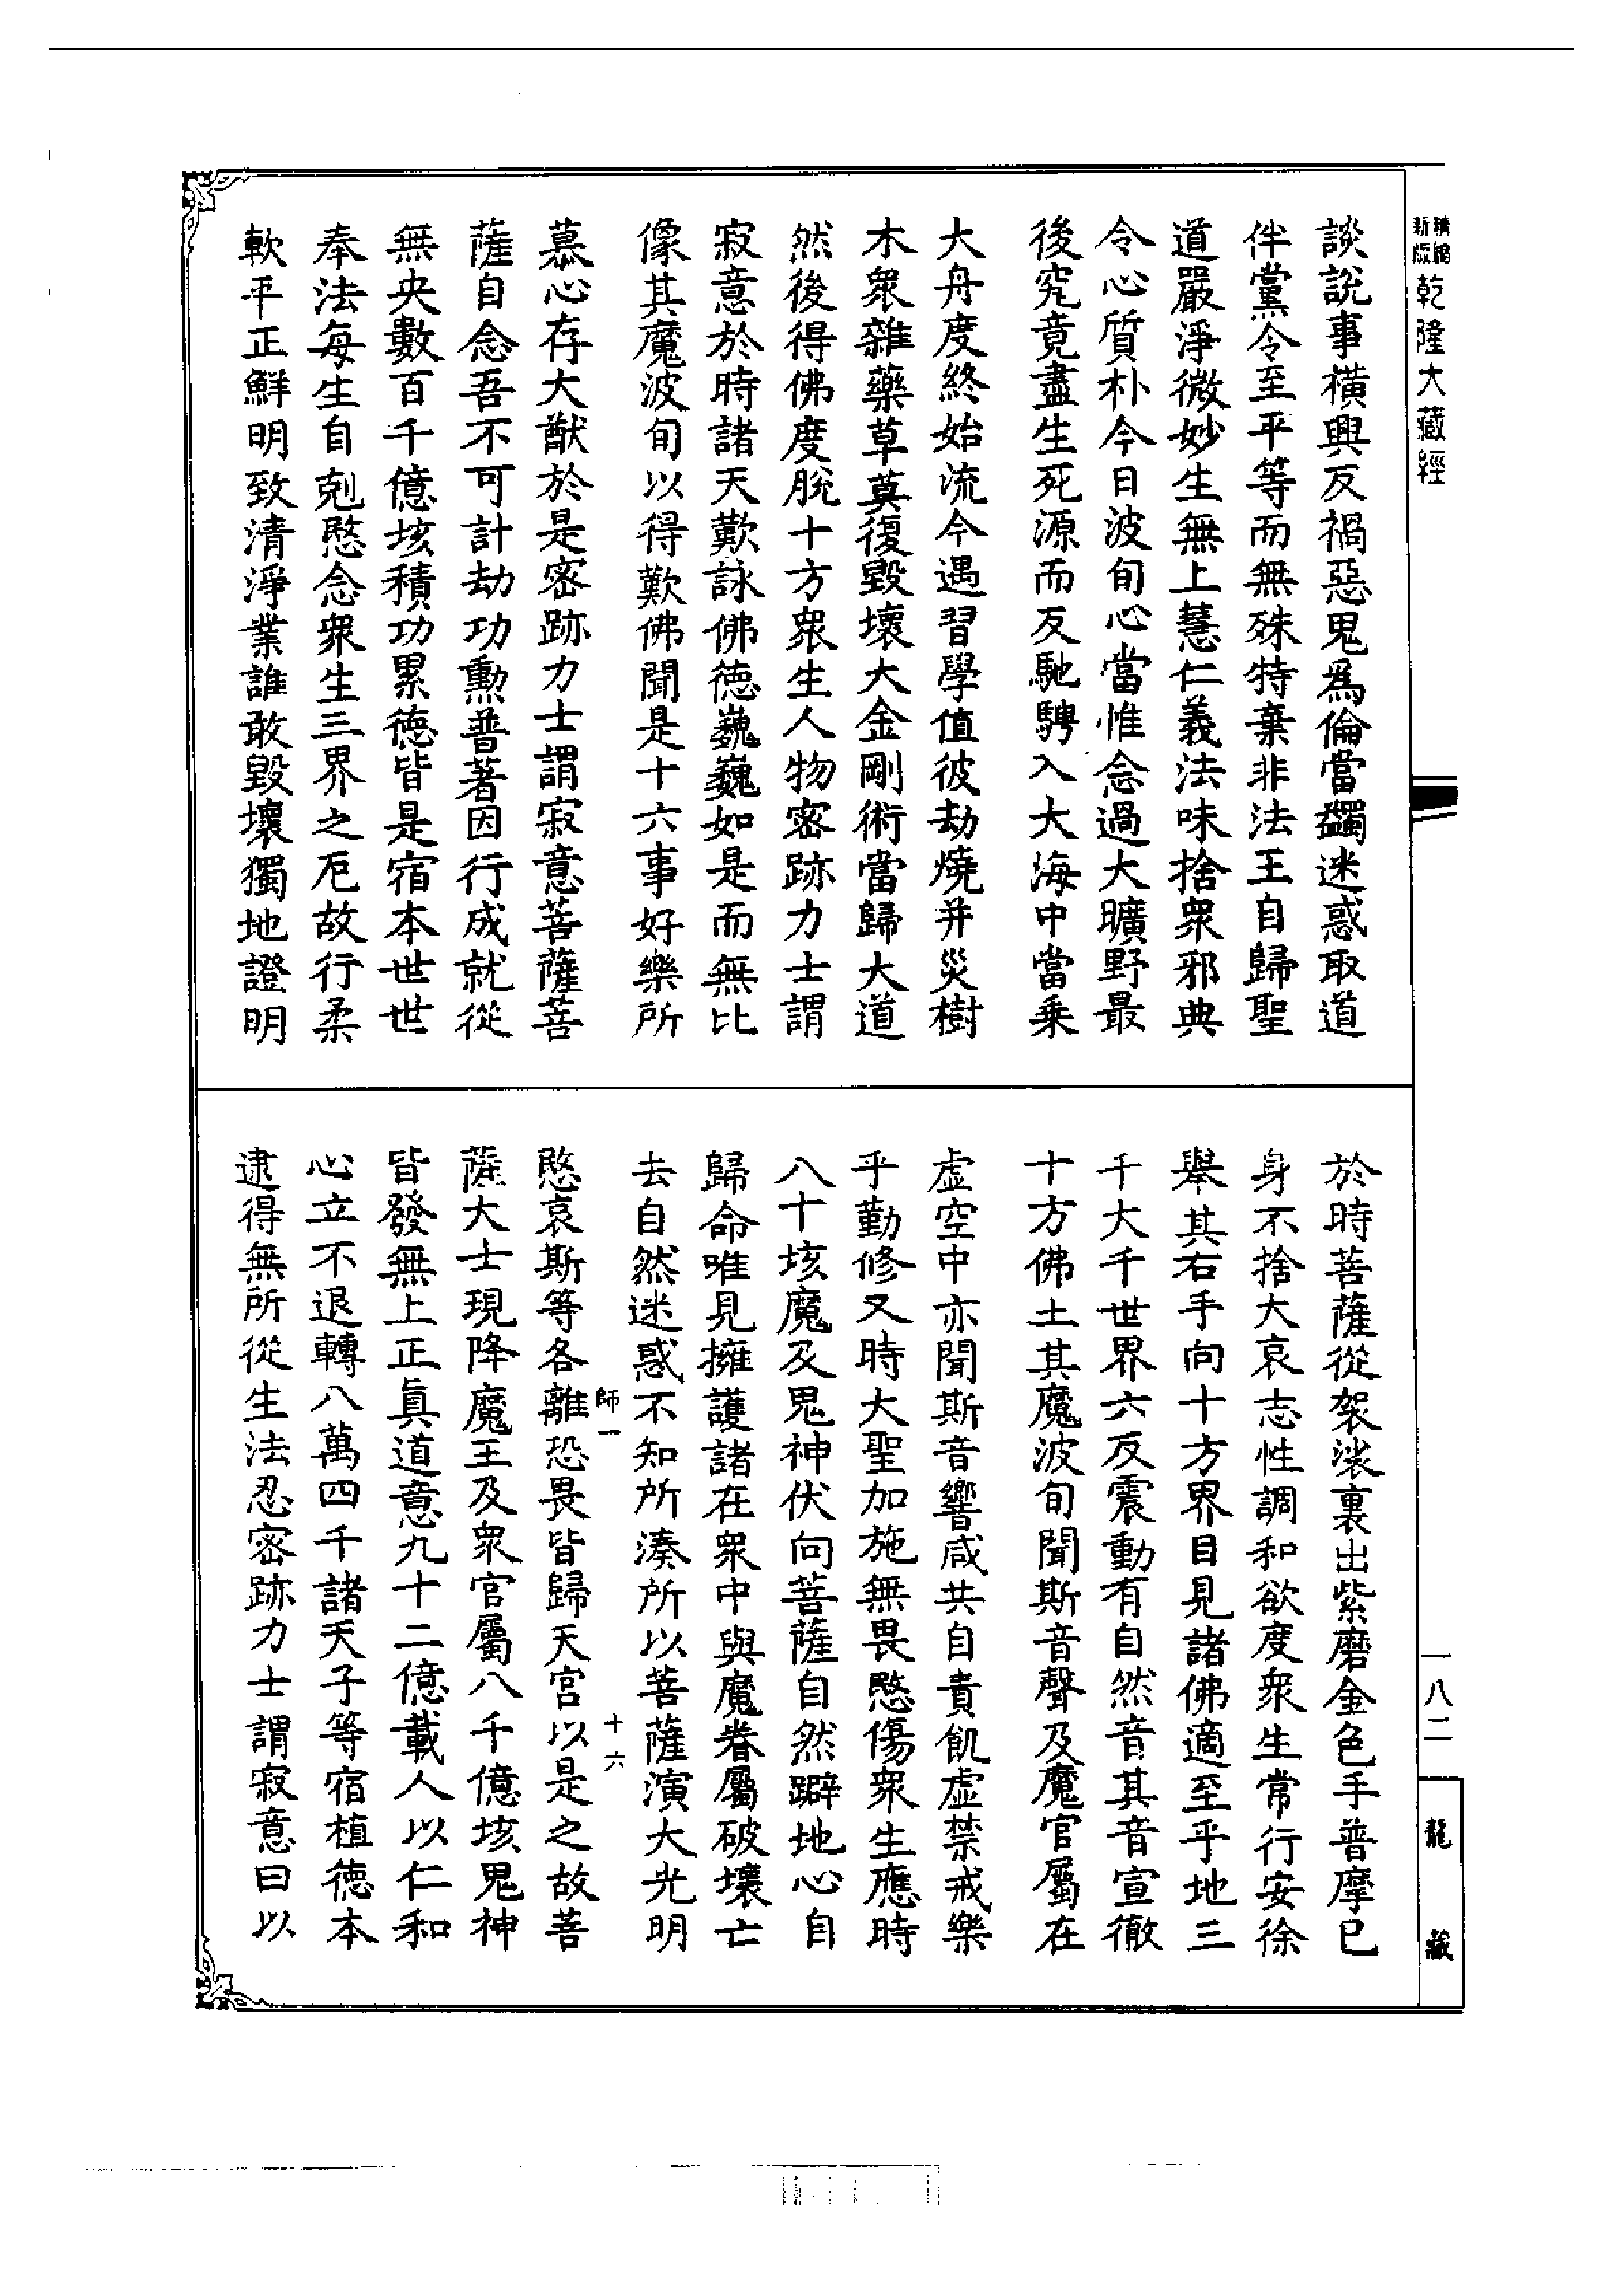 精縮新版乾隆大藏經
談說事橫興反禍惡鬼為倫當蠲迷惑取道
伴黨令至平等而無殊特棄非法王自歸聖
道嚴淨微妙生無上慧仁義法味捨眾邪典
令心質朴今日波旬心當惟念過大曠野最
後究竟盡生死源而反馳騁入大海中當乗
大舟度終始流今遇習學值彼劫燒并災樹
木眾雜藥草莫復毀壞大金剛術當歸大道
然後得佛度脫十方眾生人物密跡力士謂
寂意於時諸天歎詠佛德巍巍如是而無比
像其魔波旬以得歎佛聞是十六事好樂所
慕心存大猷於是密跡力士謂寂意菩薩菩
薩自念吾不可計劫功勲普著因行成就從
無央數百千億垓積功累德皆是宿本世世
奉法每生自剋愍念眾生三界之厄故行柔
軟平正鮮明致清淨業誰敢毀壞獨地證明
於時菩薩從袈裟裏出紫磨金色手普摩已
身不捨大哀志性調和欲度眾生常行安徐
舉其右手向十方界目見諸佛適至乎地三
千大千世界六反震動有自然音其音宣徹
十方佛土其魔波旬聞斯音聲及魔官屬在
虛空中亦聞斯音響咸共自責飢虛禁戒樂
乎勤修又時大聖加施無畏愍傷眾生應時
八十垓魔及鬼神伏向菩薩自然躃地心自
歸命唯見擁護諸在眾中與魔眷屬破壞亡
去自然迷惑不知所湊所以菩薩演大光明
師一 十六
愍哀斯等各離恐畏皆歸天宮以是之故菩
薩大士現降魔王及眾官屬八千億垓鬼神
皆發無上正真道意九十二億載人以仁和
心立不退轉八萬四千諸天子等宿植德本
逮得無所從生法忍密跡力士謂寂意曰以
一八二
龍藏